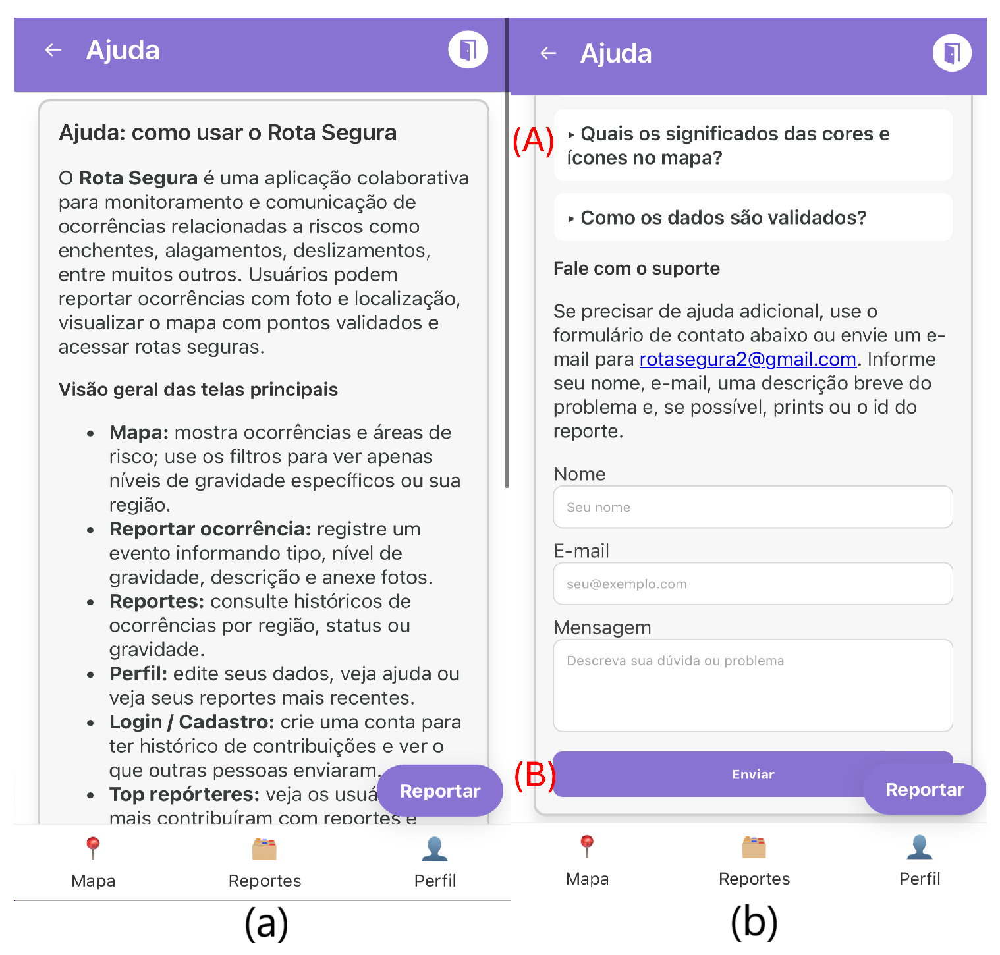 Ajuda
Ajuda: como usar o Rota Segura
O Rota Segura é uma aplicação colaborativa
para monitoramento e comunicação de
ocorrências relacionadas a riscos como
enchentes, alagamentos, deslizamentos,
entre muitos outros. Usuários podem
reportar ocorrências com foto e localização,
visualizar o mapa com pontos validados e
acessar rotas seguras.
Visão geral das telas principais
• Mapa: mostra ocorrências e áreas de
risco; use os filtros para ver apenas
níveis de gravidade específicos ou sua
região.
• Reportar ocorrência: registre um
evento informando tipo, nível de
gravidade, descrição e anexe fotos.
• Reportes: consulte históricos de
ocorrências por região, status ou
gravidade.
• Perfil: edite seus dados, veja ajuda ou
veja seus reportes mais recentes.
• Login / Cadastro: crie uma conta para
ter histórico de contribuições e ver o
que outras pessoas enviaram.
• Top repórteres: veja os usuá
mais contribuíram com reportes e
Reportar
Mapa
Reportes
Perfil
(a)
Ajuda
(A)
▸ Quais os significados das cores e
ícones no mapa?
▸ Como os dados são validados?
Fale com o suporte
Se precisar de ajuda adicional, use o
formulário de contato abaixo ou envie um e-
mail para rotasegura2@gmail.com. Informe
seu nome, e-mail, uma descrição breve do
problema e, se possível, prints ou o id do
reporte.
Nome
Seu nome
E-mail
seu@exemplo.com
Mensagem
Descreva sua dúvida ou problema
(B)
Enviar
Reportar
Mapa
Reportes
Perfil
(b)